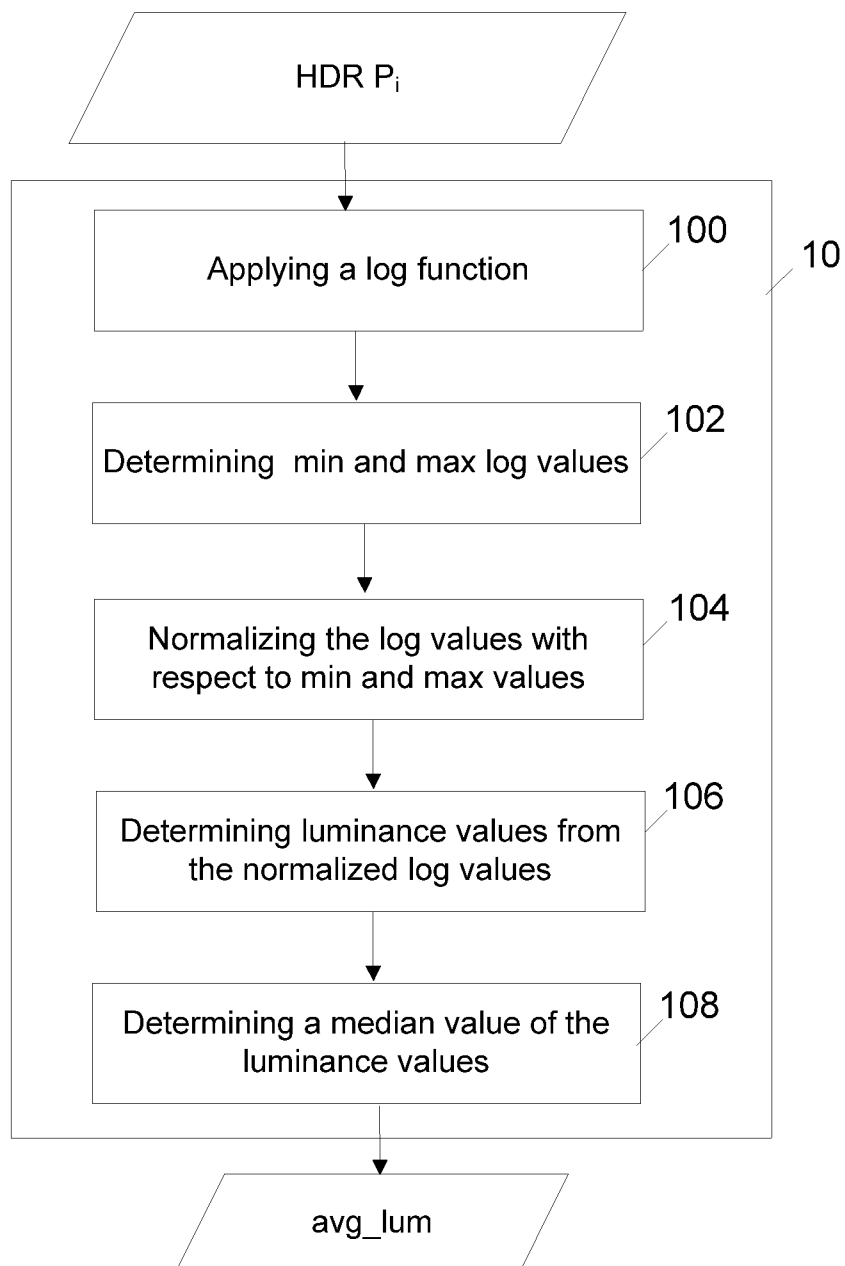 HDR Pi
100
Applying a log function
10
102
Determining min and max log values
104
Normalizing the log values with
respect to min and max values
106
Determining luminance values from
the normalized log values
108
Determining a median value of the
luminance values
avg_lum